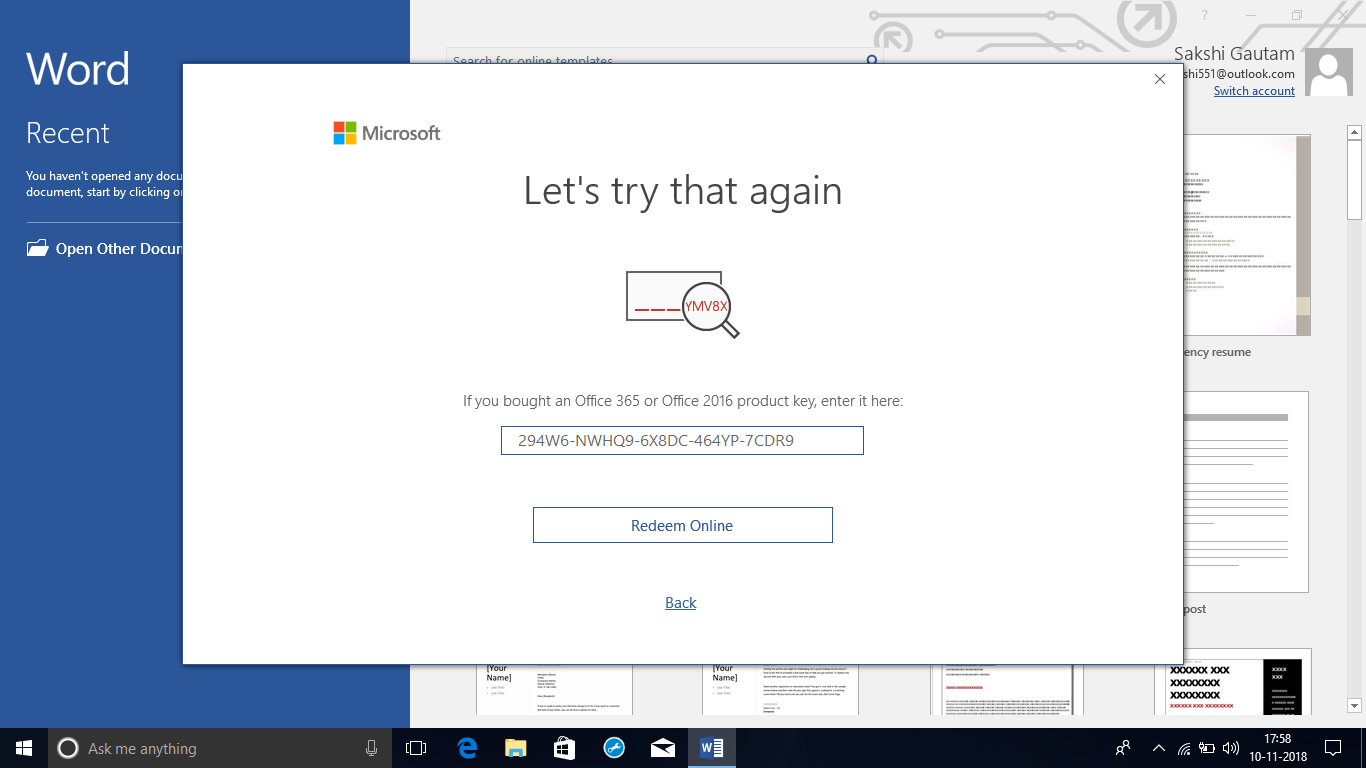 Word
Recent
You haven't opened any docu
document, start by clicking o
Open Other Docum
Search for online templates
?
Sakshi Gautam
shi551@outlook.com
Switch account
Microsoft
Let's try that again
YMV8X
If you bought an Office 365 or Office 2016 product key, enter it here:
294W6-NWHQ9-6X8DC-464YP-7CDR9
Redeem Online
Back
ency resume
post
[Your
Name]
[Your
Name]
XXXXXX XXX
XXXXXXXXX
XXXXXXXXX
XXXX
XXX
Ask me anything
17:58
10-11-2018